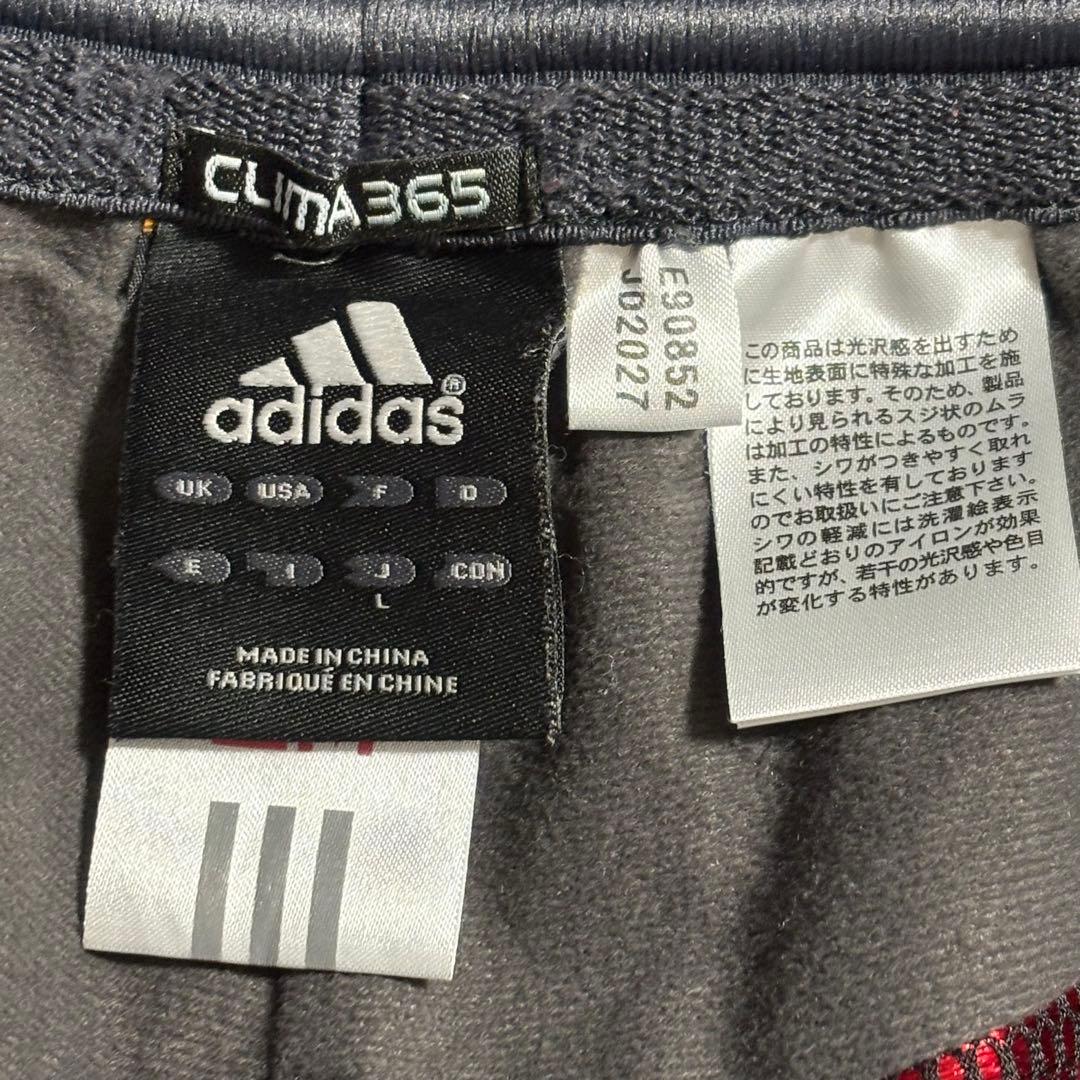 CLIMA365
adidas®
UK USA F D
E I J CDN
L
MADE IN CHINA
FABRIQUÉ EN CHINE
E90852
JD2027
この商品は光沢感を出すため
に生地表面に特殊な加工を施
しております。そのため、製品
により見られるスジ状のムラ
は加工の特性によるものです。
また、シワがつきやすく取れ
にくい特性を有しております
のでお取扱いにご注意下さい。
シワの軽減には洗濯絵表示
記載どおりのアイロンが効果
的ですが、若干の光沢感や色目
が変化する特性があります。